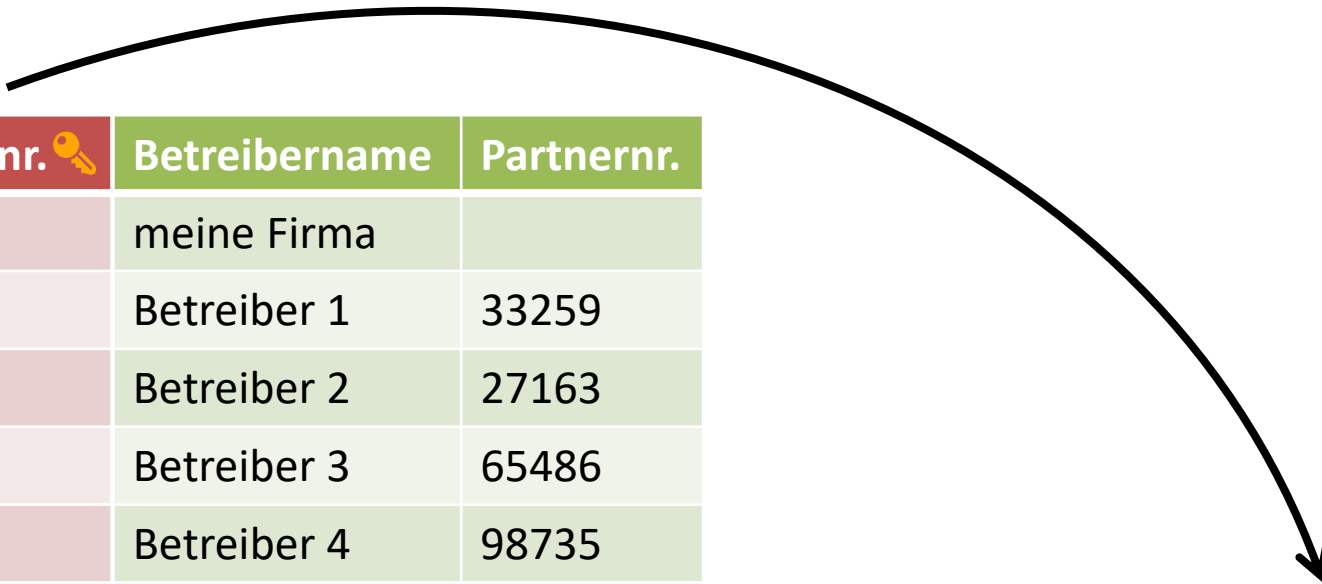 nr. Betreibername Partnernr.
meine Firma
Betreiber 1 33259
Betreiber 2 27163
Betreiber 3 65486
Betreiber 4 98735